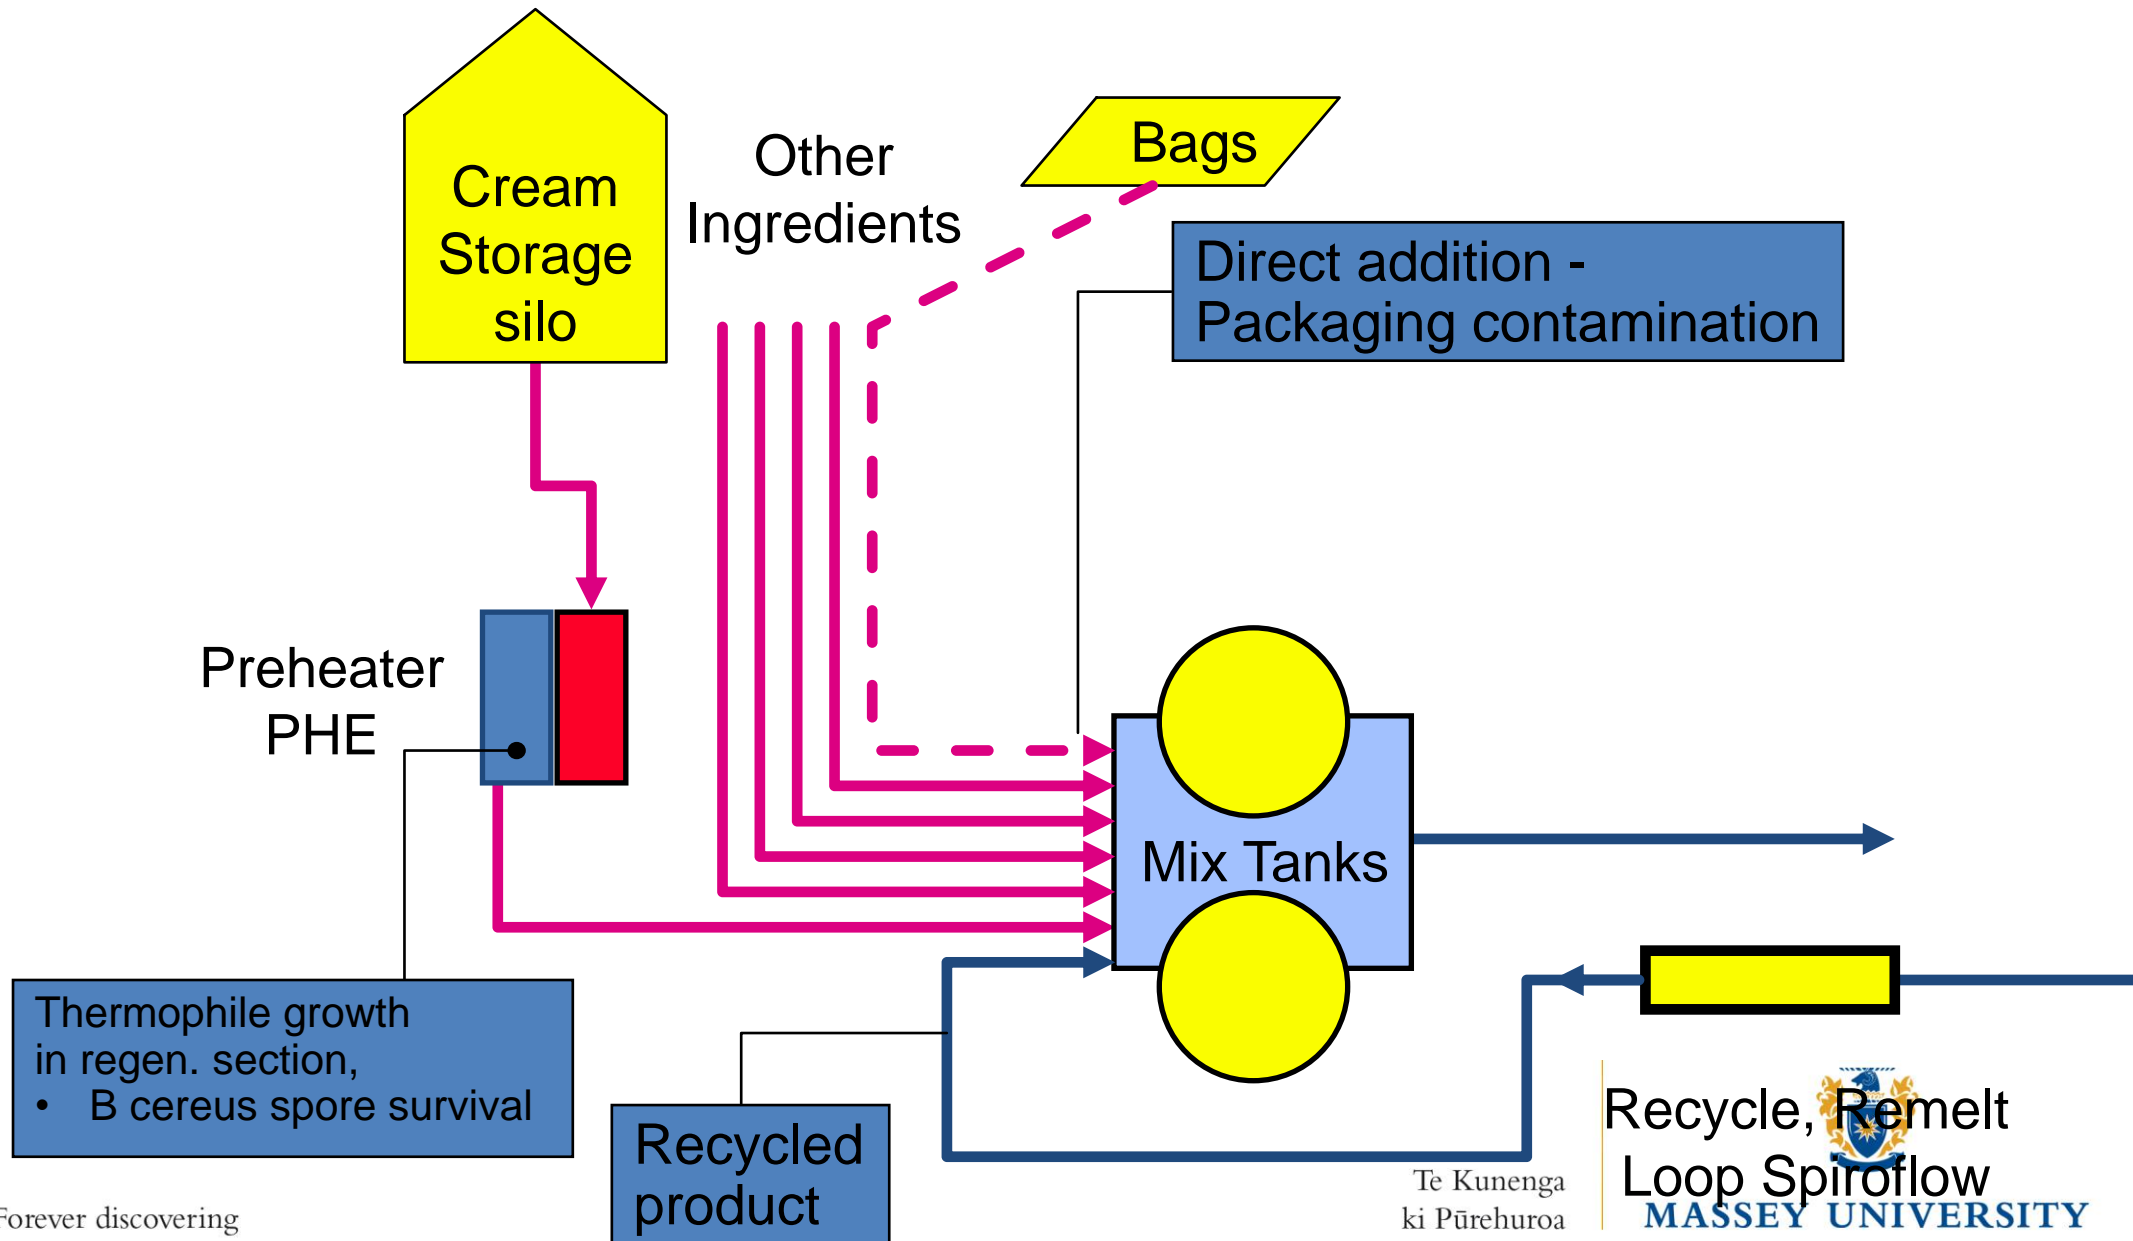 Cream
Storage
silo
Other
Ingredients
Bags
Direct addition -
Packaging contamination
Preheater
PHE
Mix Tanks
Thermophile growth
in regen. section,
• B cereus spore survival
Recycled
product
Recycle, Remelt
Loop Spiroflow
Forever discovering
Te Kunenga
ki Pūrehuroa
MASSEY UNIVERSITY